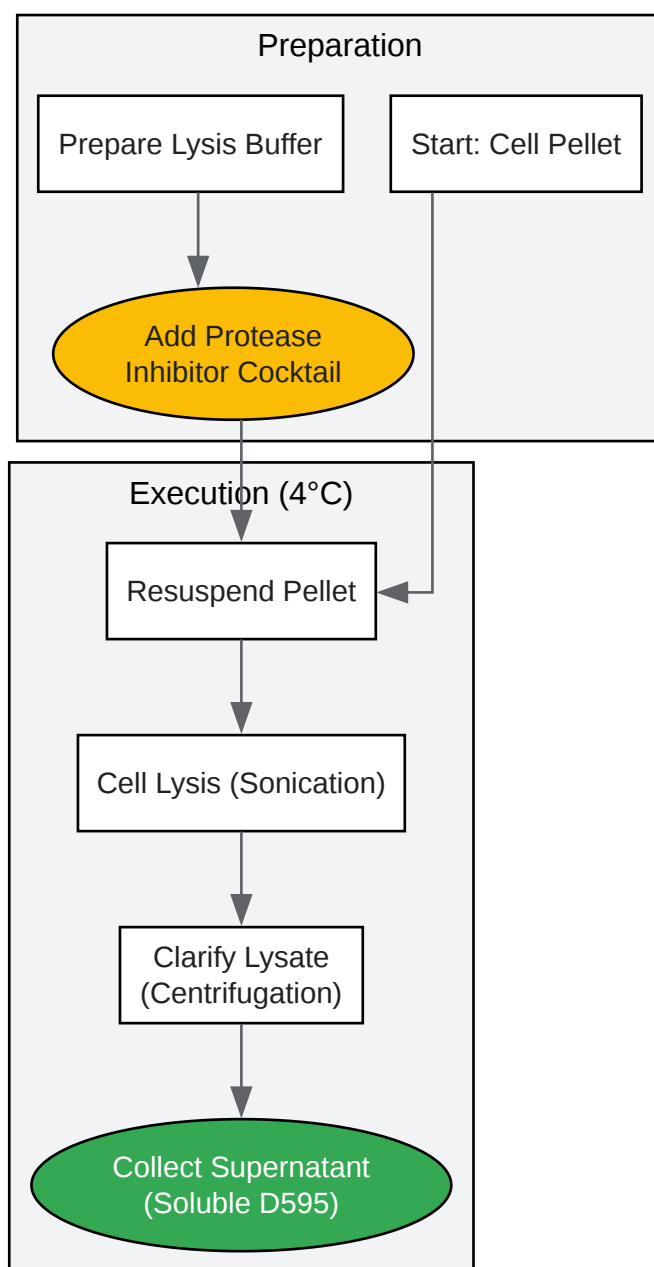 Preparation
Prepare Lysis Buffer
Start: Cell Pellet
Add Protease
Inhibitor Cocktail
Execution (4°C)
Resuspend Pellet
Cell Lysis (Sonication)
Clarify Lysate
(Centrifugation)
Collect Supernatant
(Soluble D595)